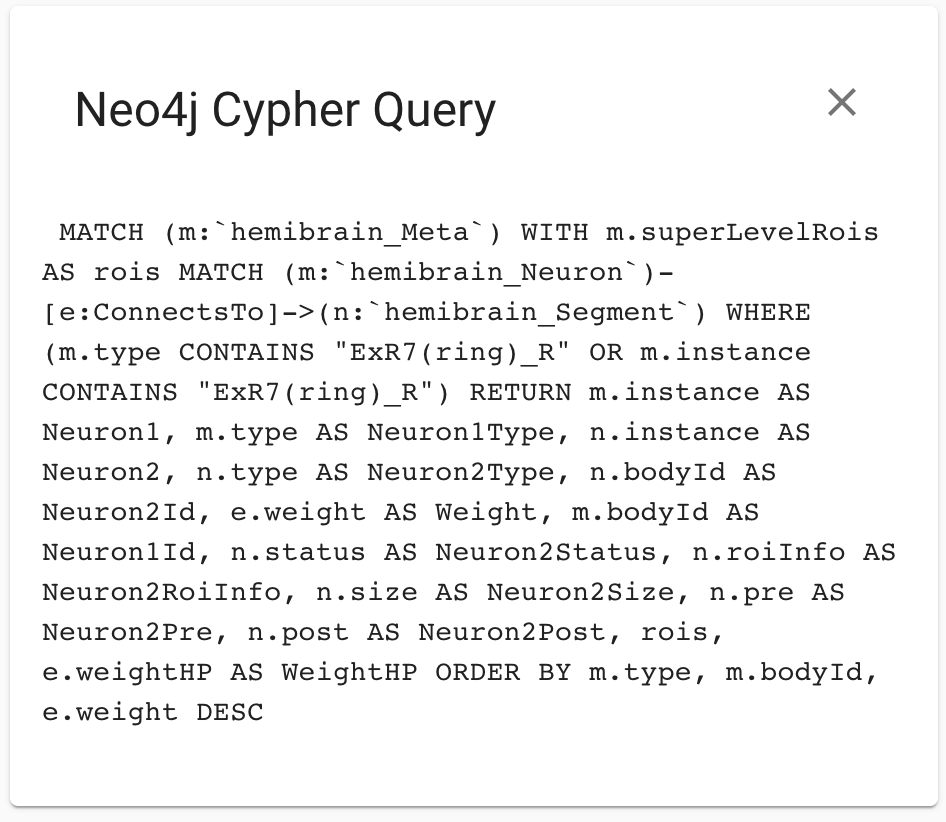 Neo4j Cypher Query
MATCH (m:`hemibrain_Meta`) WITH m.superLevelRois
AS rois MATCH (m:`hemibrain_Neuron`)-
[e:ConnectsTo]->(n:`hemibrain_Segment`) WHERE
(m.type CONTAINS "ExR7(ring)_R" OR m.instance
CONTAINS "ExR7(ring)_R") RETURN m.instance AS
Neuron1, m.type AS Neuron1Type, n.instance AS
Neuron2, n.type AS Neuron2Type, n.bodyId AS
Neuron2Id, e.weight AS Weight, m.bodyId AS
Neuron1Id, n.status AS Neuron2Status, n.roiInfo AS
Neuron2RoiInfo, n.size AS Neuron2Size, n.pre AS
Neuron2Pre, n.post AS Neuron2Post, rois,
e.weightHP AS WeightHP ORDER BY m.type, m.bodyId,
e.weight DESC